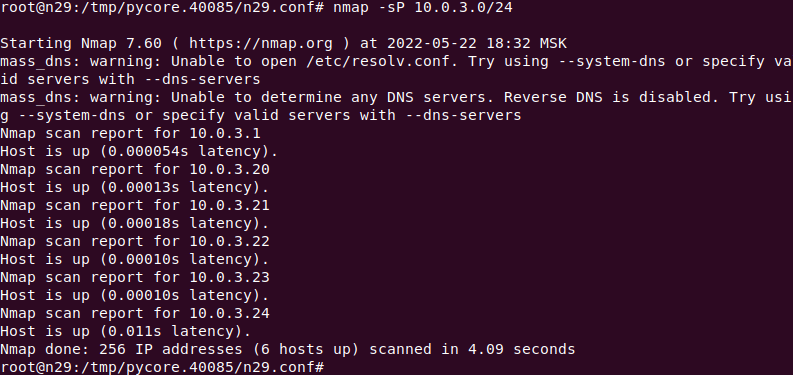 root@n29:/tmp/pycore.40085/n29.conf# nmap -sP 10.0.3.0/24
Starting Nmap 7.60 ( https://nmap.org ) at 2022-05-22 18:32 MSK
mass_dns: warning: Unable to open /etc/resolv.conf. Try using --system-dns or specify va
id servers with --dns-servers
mass_dns: warning: Unable to determine any DNS servers. Reverse DNS is disabled. Try usi
g --system-dns or specify valid servers with --dns-servers
Nmap scan report for 10.0.3.1
Host is up (0.000054s latency).
Nmap scan report for 10.0.3.20
Host is up (0.00013s latency).
Nmap scan report for 10.0.3.21
Host is up (0.00018s latency).
Nmap scan report for 10.0.3.22
Host is up (0.00010s latency).
Nmap scan report for 10.0.3.23
Host is up (0.00010s latency).
Nmap scan report for 10.0.3.24
Host is up (0.011s latency).
Nmap done: 256 IP addresses (6 hosts up) scanned in 4.09 seconds
root@n29:/tmp/pycore.40085/n29.conf#